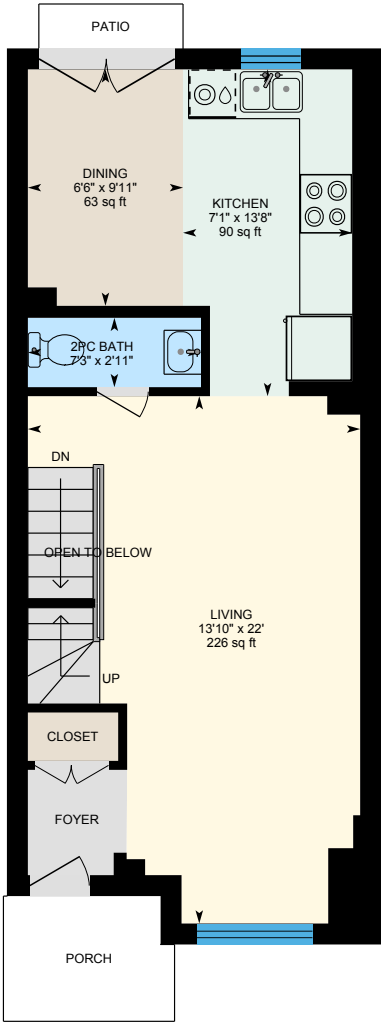 PATIO
DINING
6'6" x 9'11"
63 sq ft
KITCHEN
7'1" x 13'8"
90 sq ft
2PC BATH
7'3" x 2'11"
DN
OPEN TO BELOW
LIVING
13'10" x 22'
226 sq ft
UP
CLOSET
FOYER
PORCH